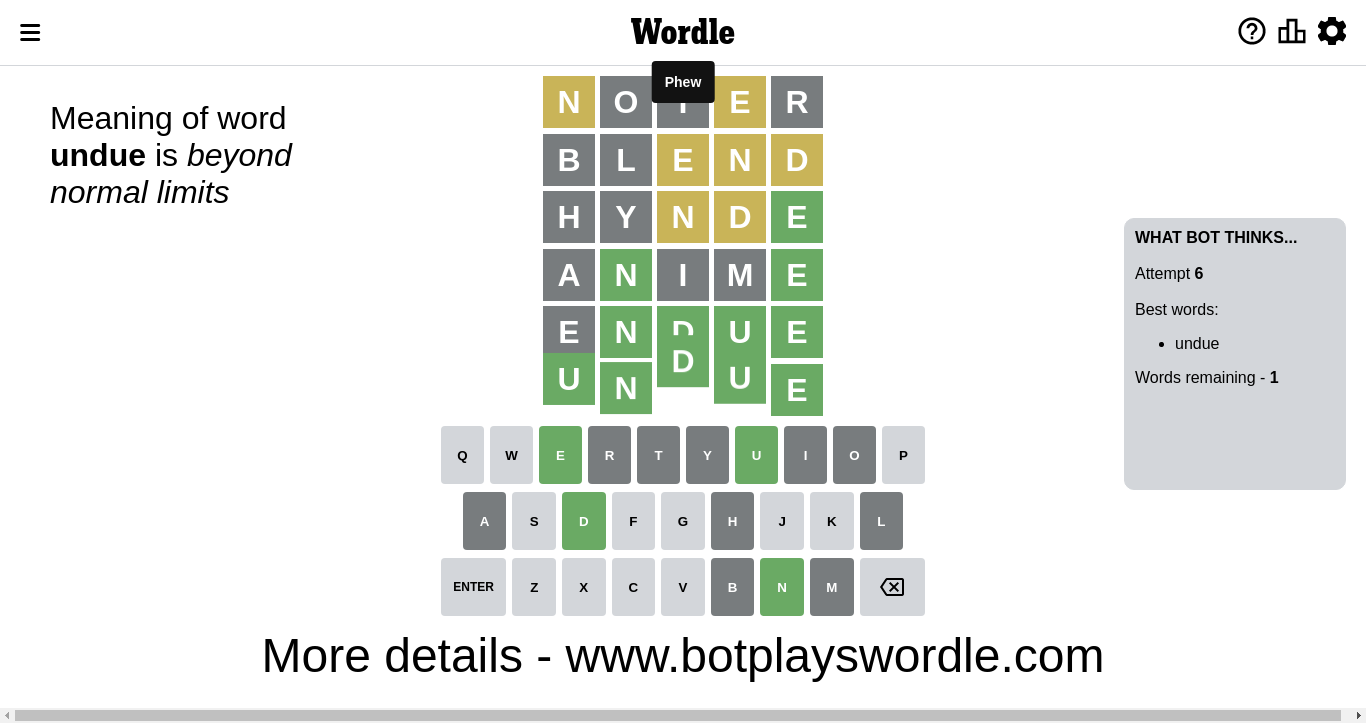 Wordle
Phew
Meaning of word
undue is beyond
normal limits
N O E R
B L E N D
H Y N D E
A N I M E
E N D U E
U N D U E
WHAT BOT THINKS...
Attempt 6
Best words:
• undue
Words remaining - 1
Q W E R T Y U I O P
A S D F G H J K L
ENTER Z X C V B N M
More details - www.botplayswordle.com